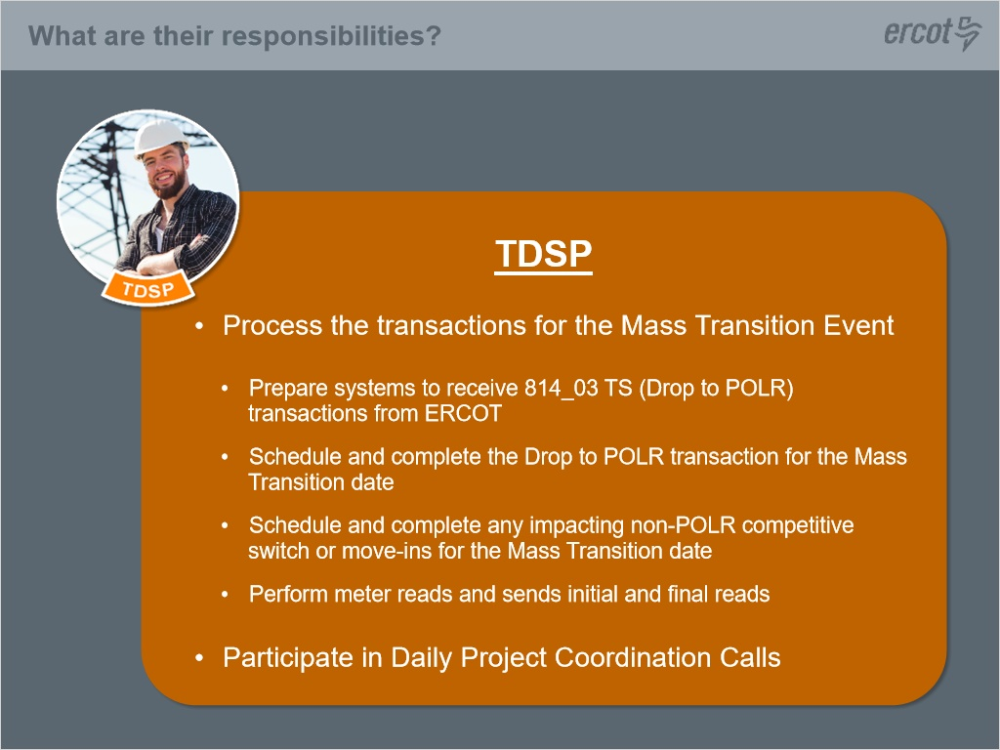 What are their responsibilities?
ercot
TDSP
TDSP
• Process the transactions for the Mass Transition Event
• Prepare systems to receive 814_03 TS (Drop to POLR)
transactions from ERCOT
• Schedule and complete the Drop to POLR transaction for the Mass
Transition date
• Schedule and complete any impacting non-POLR competitive
switch or move-ins for the Mass Transition date
• Perform meter reads and sends initial and final reads
• Participate in Daily Project Coordination Calls